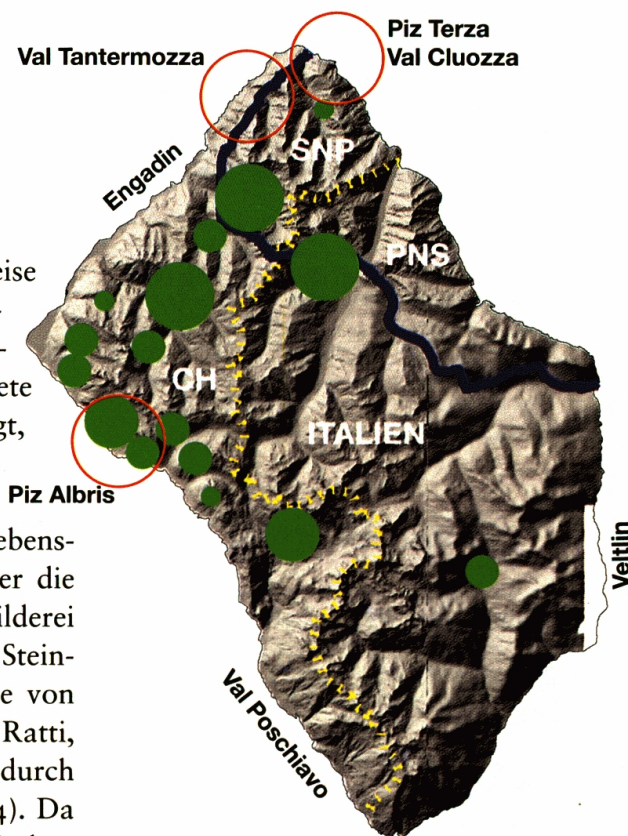 Piz Terza
Val Cluozza
Val Tantermozza
SNP
Engadin
PNS
eise
ete
CH
gt,
ITALIEN
Piz Albris
ebens-
er die
Veltlin
ilderei
Stein-
e von
Val Poschiavo
Ratti,
durch
4). Da